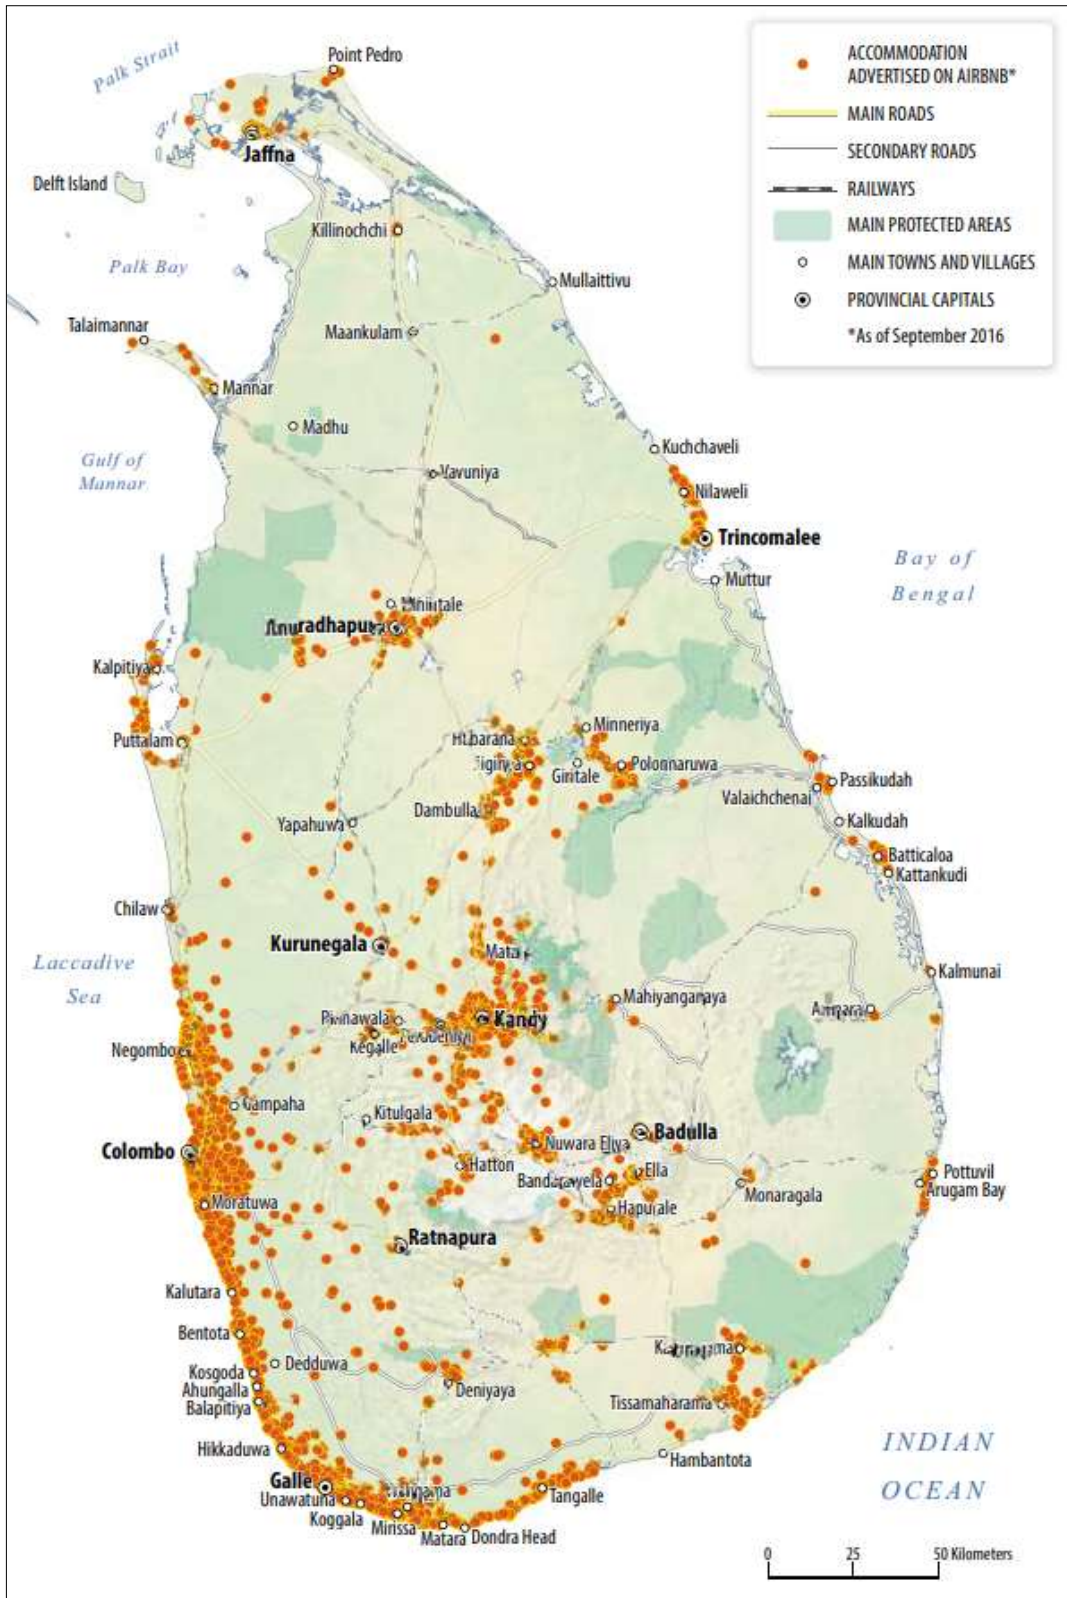 Palk Strait
Point Pedro
Jaffna
Delft Island
Killinochchi
Palk Bay
Mullaittivu
Talaimannar
Maankulam
Mannar
Madhu
Kuchchaveli
Gulf of
Mannar
Vavuniya
Nilaweli
Trincomalee
Bay of
Bengal
Muttur
Kalpitiya
Minneriya
Puttalam
Giritale
Polonnaruwa
Passikudah
Valaichchenai
Dambulla
Yapahuwa
Kalkudah
Batticaloa
Kattankudi
Chilaw
Kurunegala
Laccadive
Sea
Kalmunai
Mahiyanganaya
Kandy
Kegalle
Negombo
Kitulgala
Colombo
Nuwara Eliya
Badulla
Hatton
Ella
Pottuvil
Arugam Bay
Monaragala
Moratuwa
Ratnapura
Kalutara
Bentota
Dedduwa
Kosgoda
Ahungalla
Balapitiya
Deniyaya
Tissamaharama
Hikkaduwa
Hambantota
INDIAN
OCEAN
Galle
Unawatuna
Koggala
Mirissa
Matara
Dondra Head
Tangalle
ACCOMMODATION
ADVERTISED ON AIRBNB*
MAIN ROADS
SECONDARY ROADS
RAILWAYS
MAIN PROTECTED AREAS
MAIN TOWNS AND VILLAGES
PROVINCIAL CAPITALS
*As of September 2016
0 25 50 Kilometers